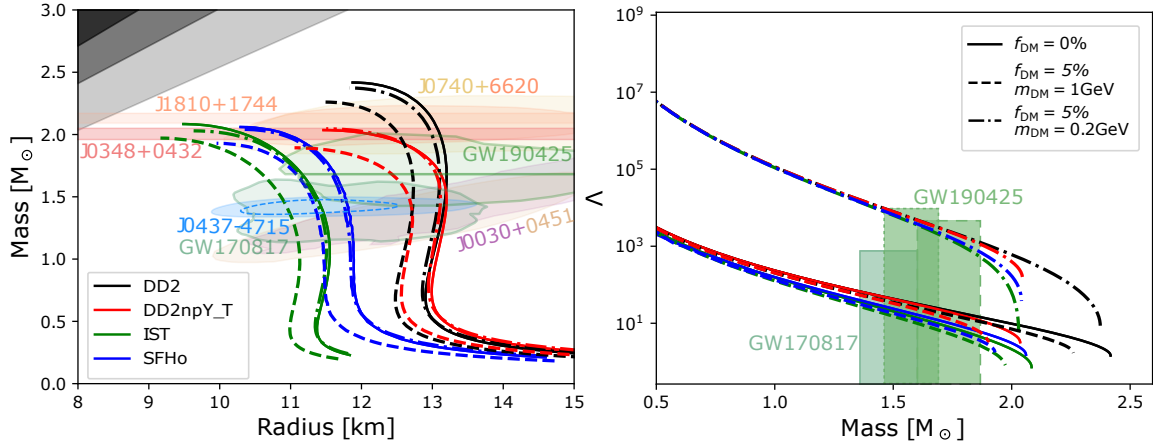 3.0
2.5
2.0
1.5
1.0
0.5
0.0
Mass [M⊙]
8 9 10 11 12 13 14 15
Radius [km]
J0740+6620
J1810+1744
J0348+0432
GW190425
J0437-4715
GW170817
J0030+0451
DD2
DD2npY_T
IST
SFHo
10⁹
10⁷
10⁵
10³
10¹
Λ
0.5 1.0 1.5 2.0 2.5
Mass [M⊙]
f_DM = 0%
f_DM = 5%
m_DM = 1GeV
f_DM = 5%
m_DM = 0.2GeV
GW190425
GW170817